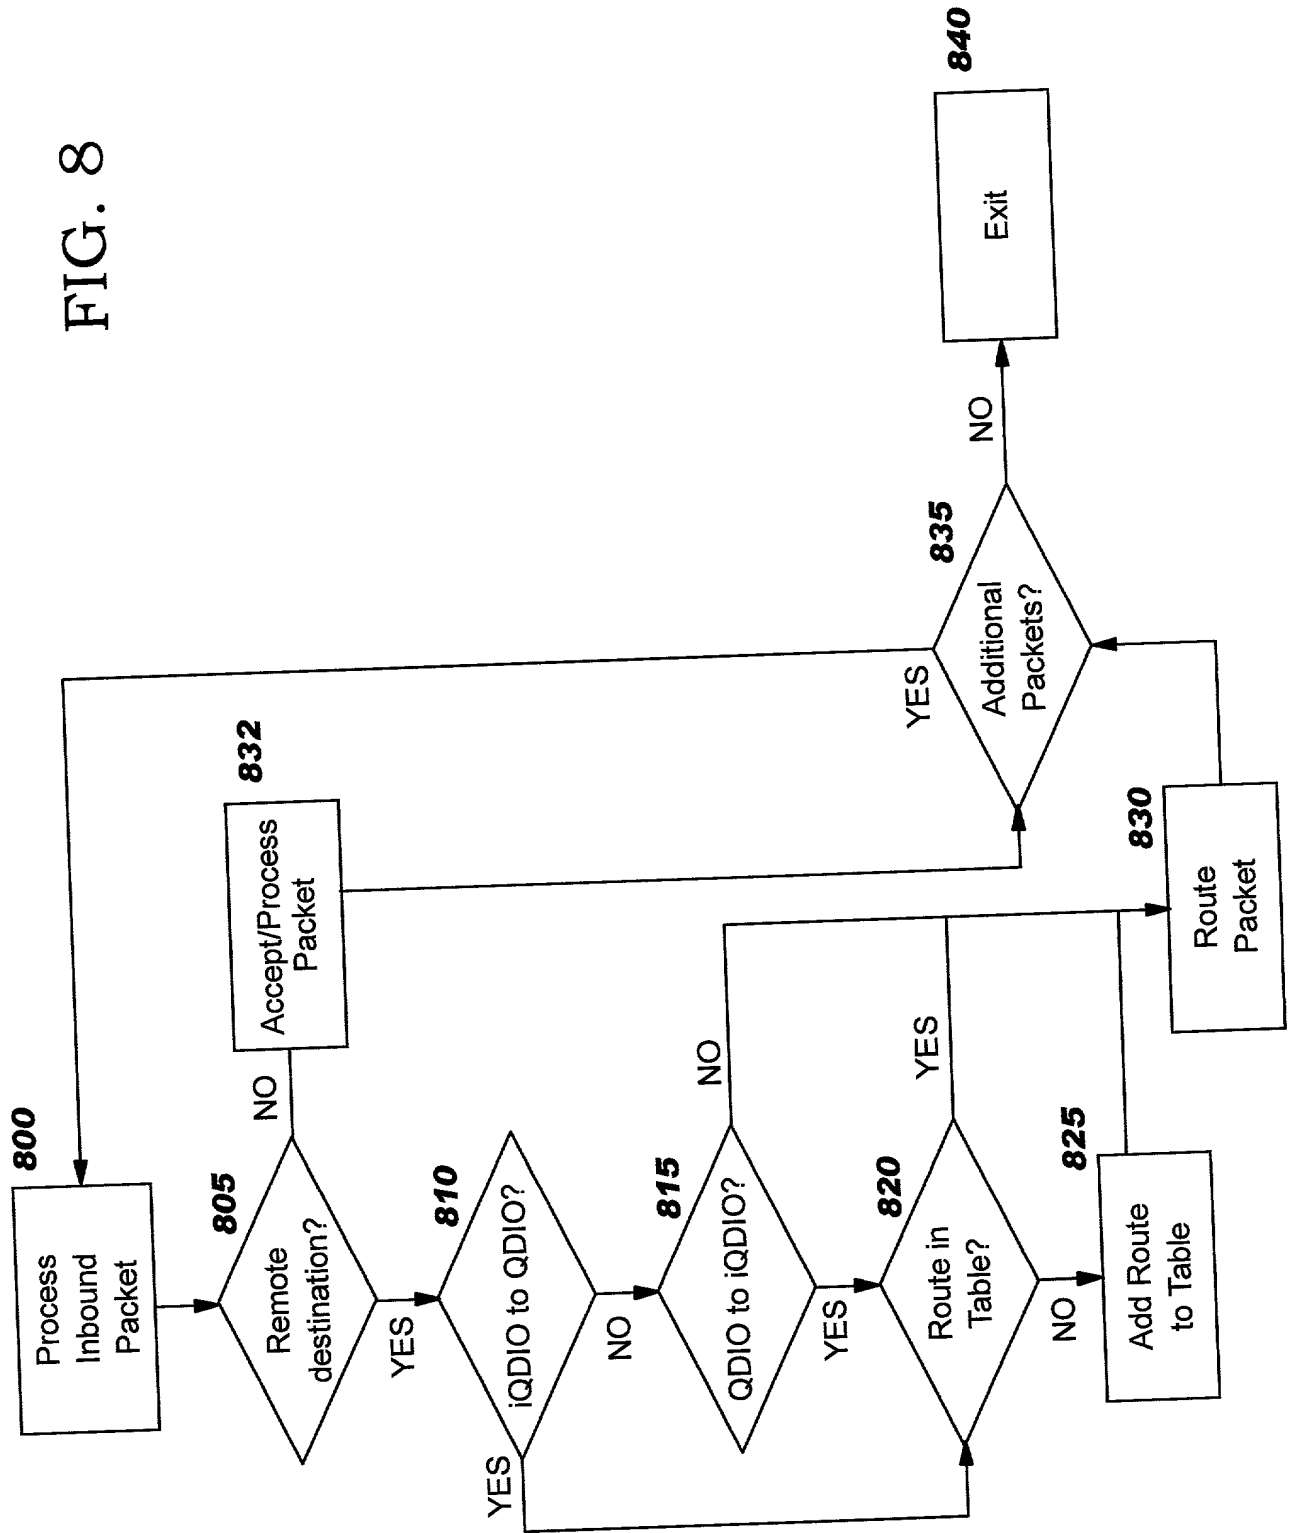 FIG. 8
800
Process
Inbound
Packet
805
Remote
destination?
NO
832
Accept/Process
Packet
YES
810
iQDIO to QDIO?
YES
NO
815
QDIO to iQDIO?
NO
YES
820
Route in
Table?
YES
NO
825
Add Route
to Table
830
Route
Packet
835
Additional
Packets?
YES
NO
840
Exit